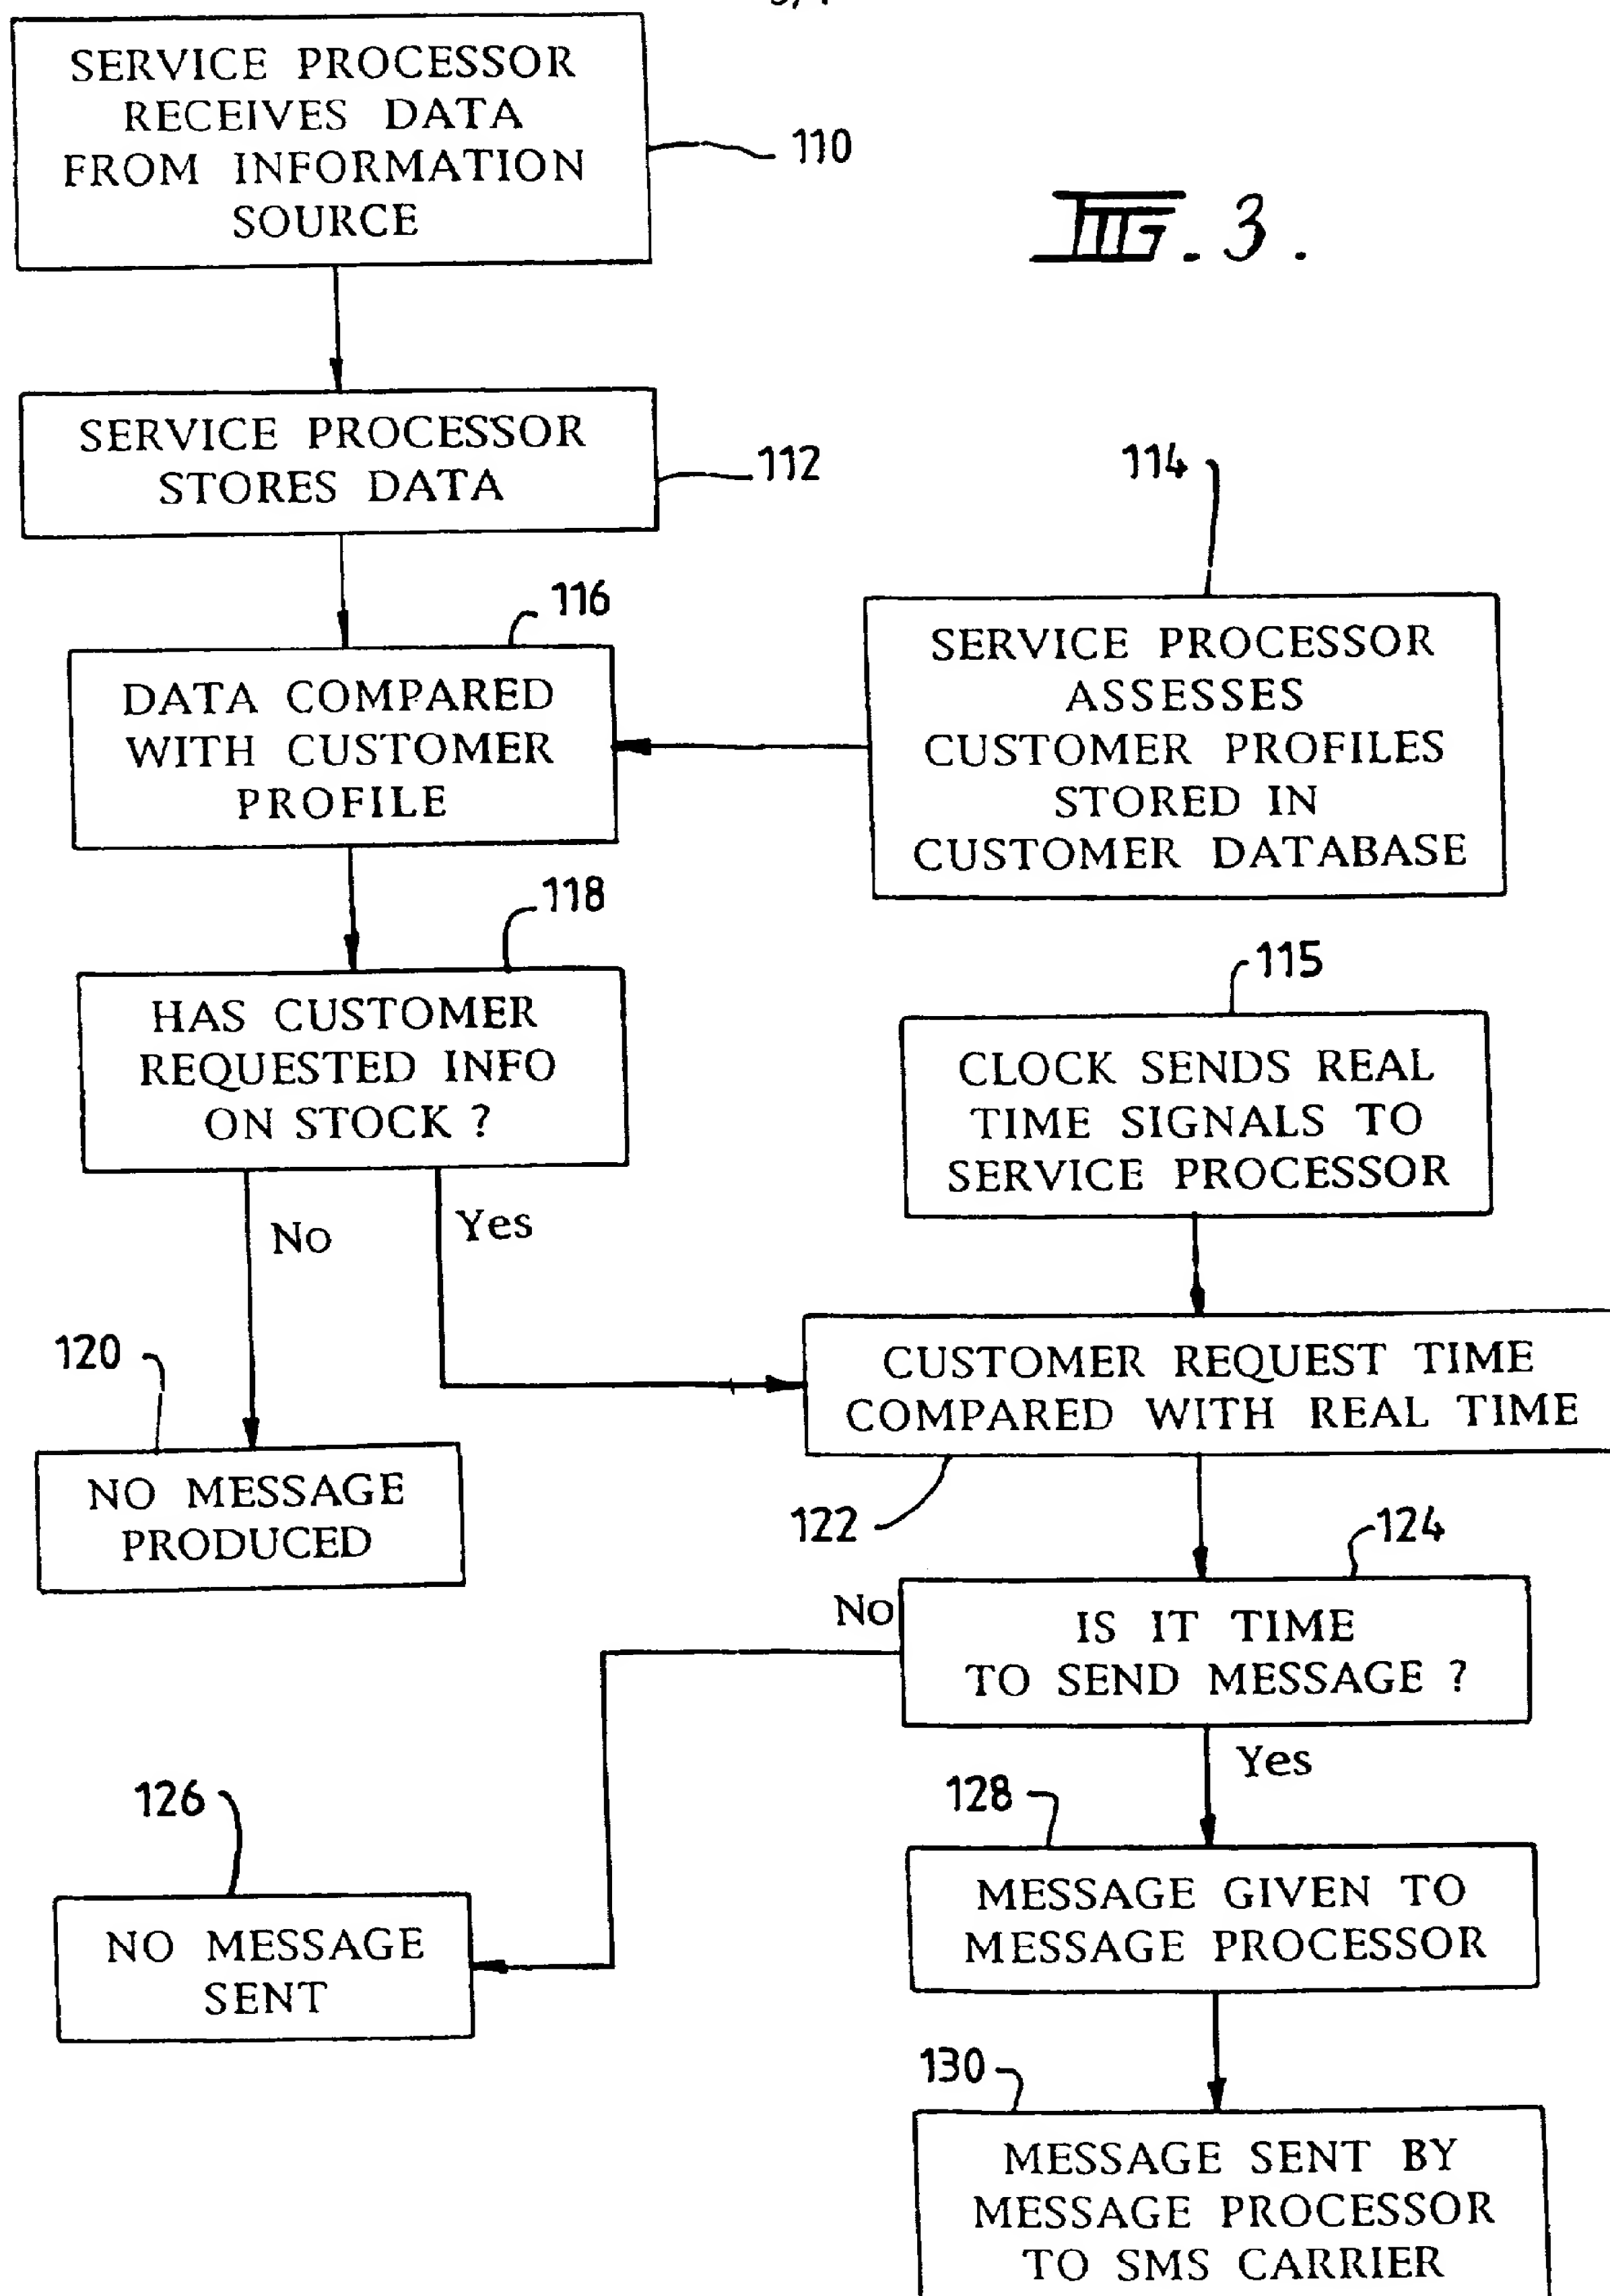 SERVICE PROCESSOR
RECEIVES DATA
FROM INFORMATION
SOURCE
110
FIG. 3.
SERVICE PROCESSOR
STORES DATA
112
114
116
DATA COMPARED
WITH CUSTOMER
PROFILE
SERVICE PROCESSOR
ASSESSES
CUSTOMER PROFILES
STORED IN
CUSTOMER DATABASE
118
HAS CUSTOMER
REQUESTED INFO
ON STOCK ?
115
CLOCK SENDS REAL
TIME SIGNALS TO
SERVICE PROCESSOR
No
Yes
120
NO MESSAGE
PRODUCED
CUSTOMER REQUEST TIME
COMPARED WITH REAL TIME
122
124
No
IS IT TIME
TO SEND MESSAGE ?
Yes
126
NO MESSAGE
SENT
128
MESSAGE GIVEN TO
MESSAGE PROCESSOR
130
MESSAGE SENT BY
MESSAGE PROCESSOR
TO SMS CARRIER